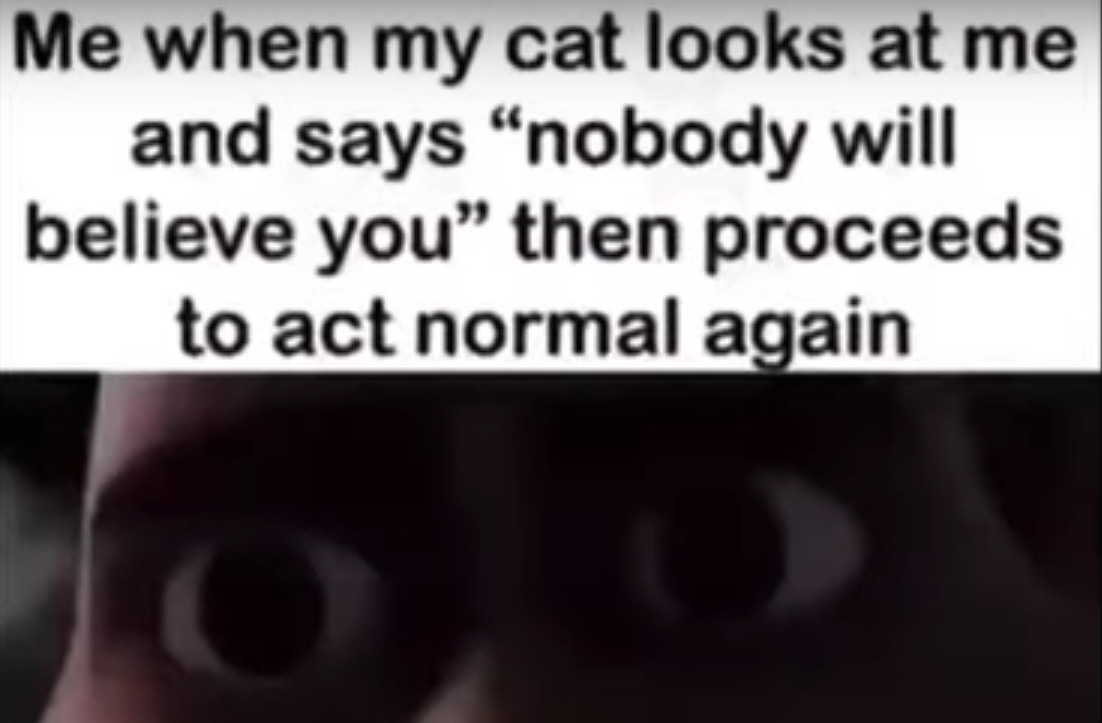 Me when my cat looks at me
and says “nobody will
believe you” then proceeds
to act normal again